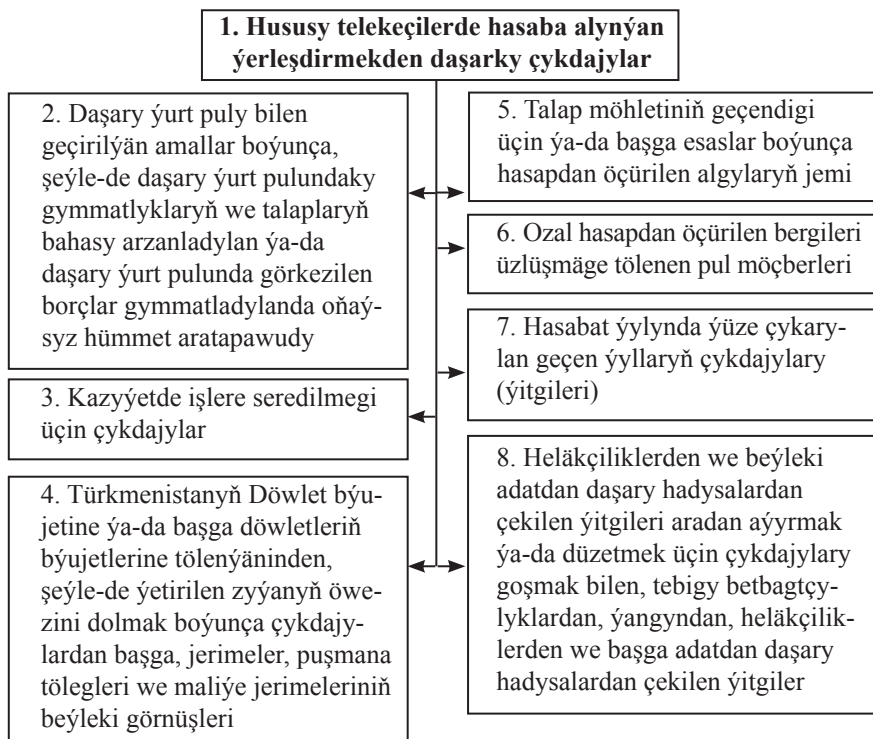 1. Hususy telekeçilerde hasaba alynýan
ýerleşdirmekden daşarky çykdajylar
2. Daşary ýurt puly bilen
geçirilýän amallar boýunça,
şeýle-de daşary ýurt pulundaky
gymmatlyklaryň we talaplaryň
bahasy arzanladylan ýa-da
daşary ýurt pulunda görkezilen
borçlar gymmatladylanda oňaý-
syz hümmet aratapawudy
3. Kazyýetde işlere seredilmegi
üçin çykdajylar
4. Türkmenistanyň Döwlet býu-
jetine ýa-da başga döwletleriň
býujetlerine tölenýäninden,
şeýle-de ýetirilen zyýanyň öwe-
zini dolmak boýunça çykdajy-
lardan başga, jerimeler, puşmana
tölegleri we maliýe jerimeleriniň
beýleki görnüşleri
5. Talap möhletiniň geçendigi
üçin ýa-da başga esaslar boýunça
hasapdan öçürilen algylaryň jemi
6. Ozal hasapdan öçürilen bergileri
üzlüşmäge tölenen pul möçberleri
7. Hasabat ýylynda ýüze çykary-
lan geçen ýyllaryň çykdajylary
(ýitgileri)
8. Heläkçiliklerden we beýleki
adatdan daşary hadysalardan
çekilen ýitgileri aradan aýyrmak
ýa-da düzetmek üçin çykdajylary
goşmak bilen, tebigy betbagtçy-
lyklardan, ýangyndan, heläkçilik-
lerden we başga adatdan daşary
hadysalardan çekilen ýitgiler